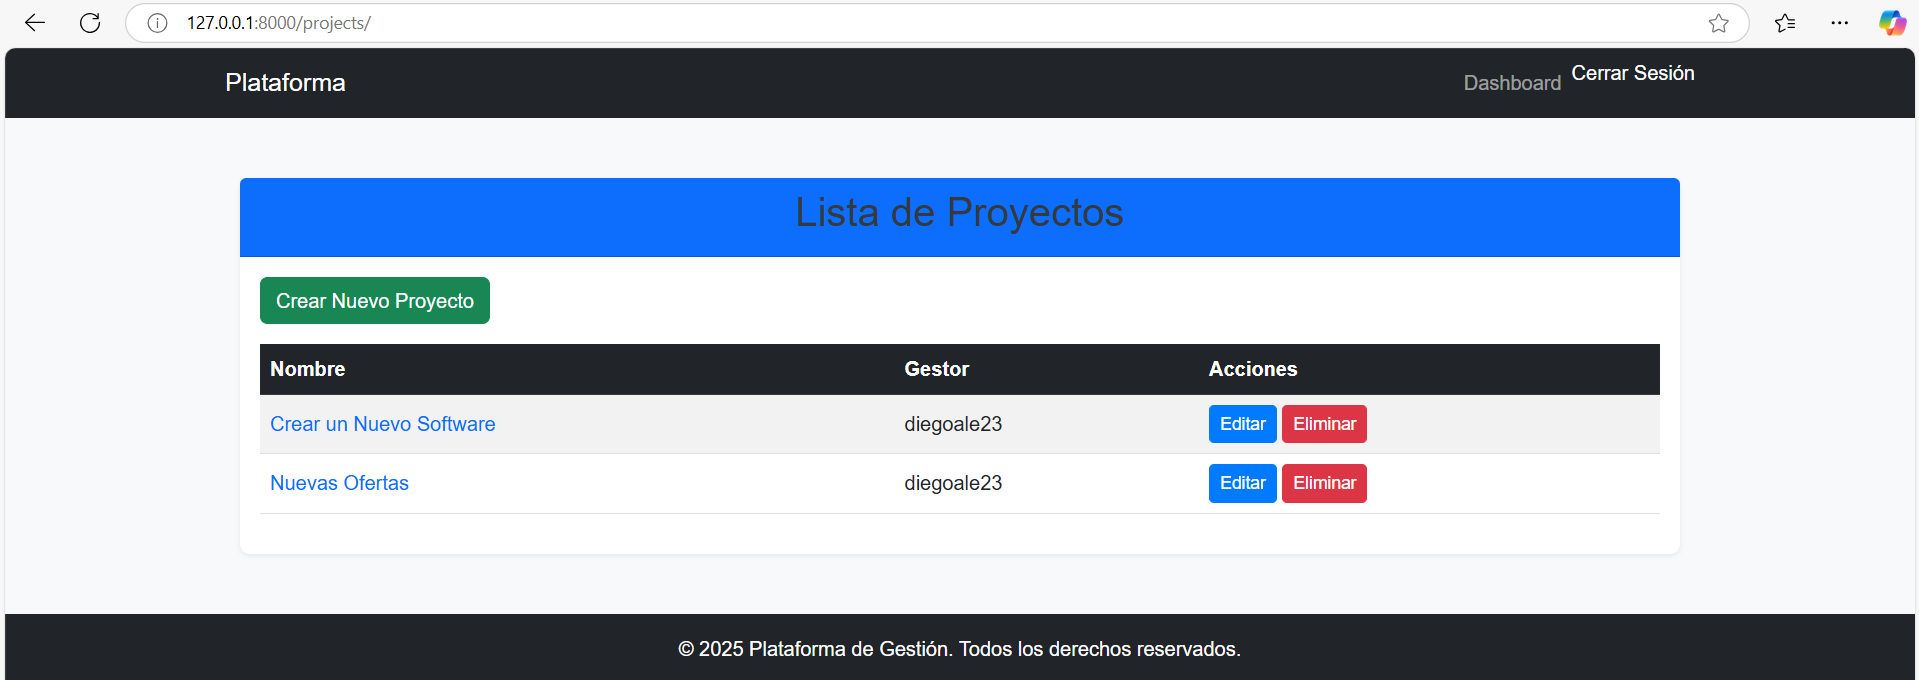 127.0.0.1:8000/projects/
Plataforma
Dashboard
Cerrar Sesión
Lista de Proyectos
Crear Nuevo Proyecto
Nombre Gestor Acciones
Crear un Nuevo Software diegoale23 Editar Eliminar
Nuevas Ofertas diegoale23 Editar Eliminar
© 2025 Plataforma de Gestión. Todos los derechos reservados.